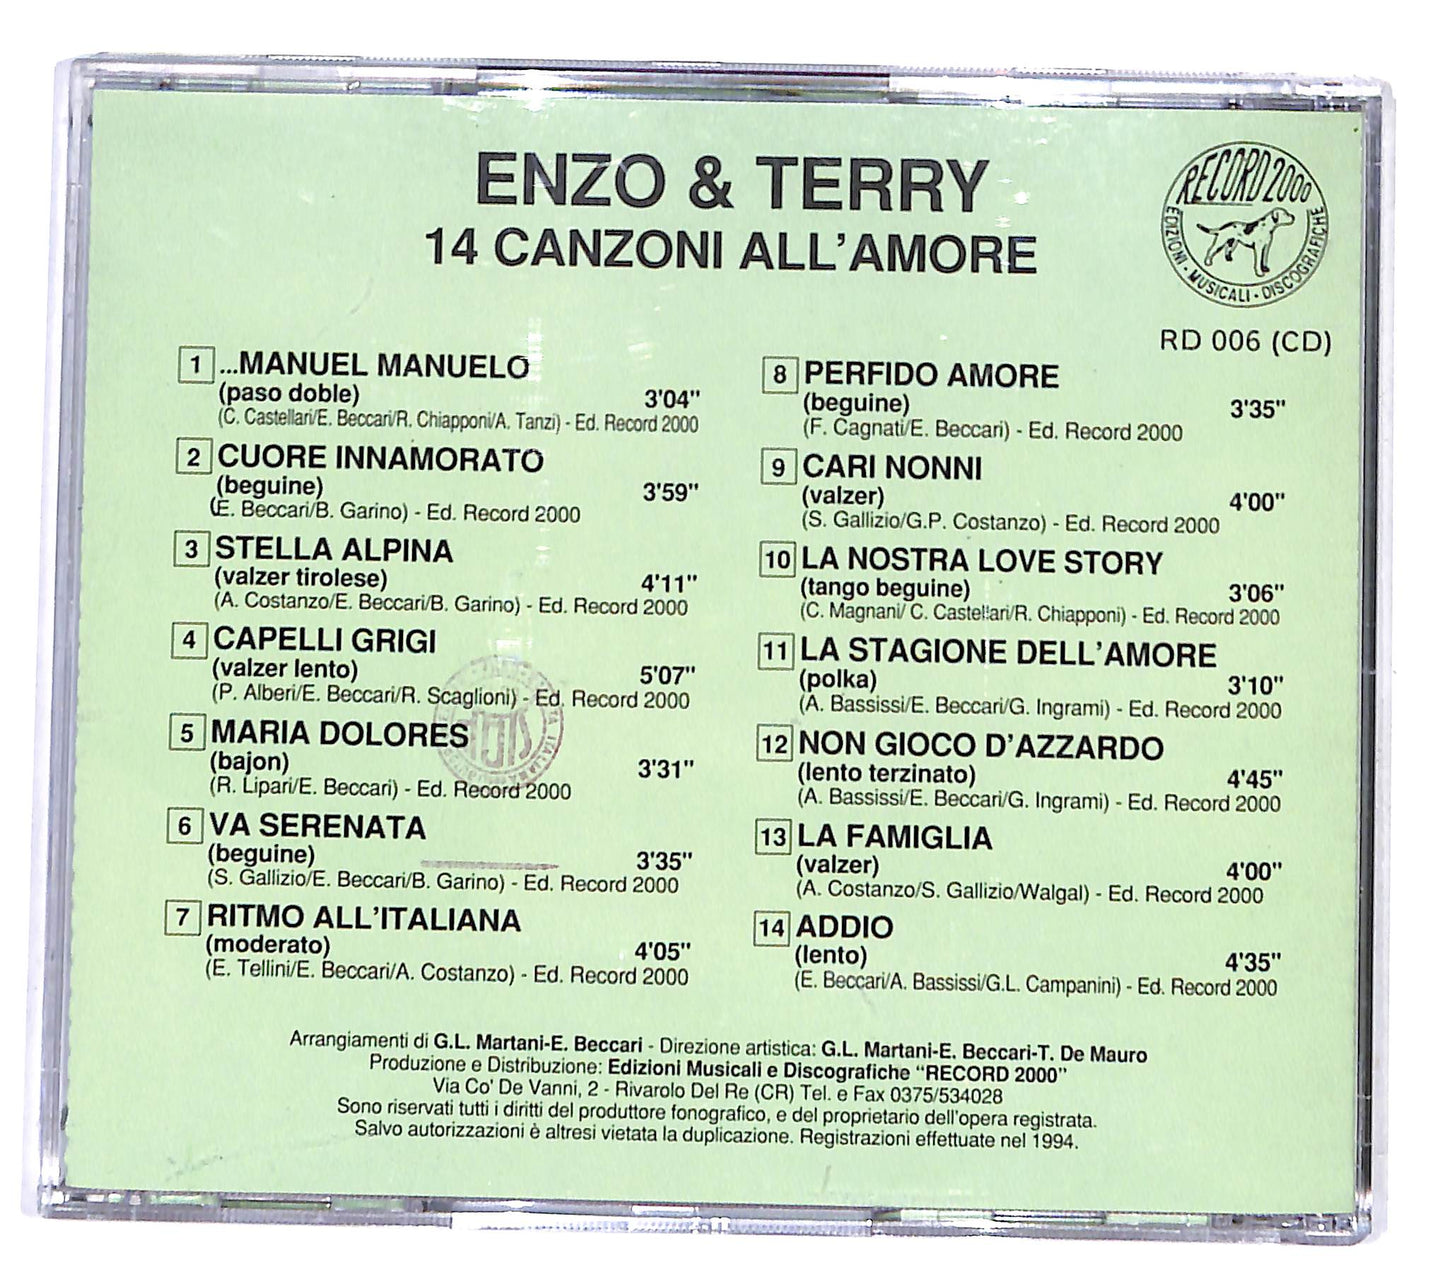 ENZO & TERRY
14 CANZONI ALL'AMORE
RECORD 2000
EDIZIONI · MUSICALI · DISCOGRAFICHE
RD 006 (CD)
1 ...MANUEL MANUELO
(paso doble) 3'04"
(C. Castellari/E. Beccari/R. Chiapponi/A. Tanzi) - Ed. Record 2000
2 CUORE INNAMORATO
(beguine) 3'59"
(E. Beccari/B. Garino) - Ed. Record 2000
3 STELLA ALPINA
(valzer tirolese) 4'11"
(A. Costanzo/E. Beccari/B. Garino) - Ed. Record 2000
4 CAPELLI GRIGI
(valzer lento) 5'07"
(P. Alberi/E. Beccari/R. Scaglioni) - Ed. Record 2000
5 MARIA DOLORES
(bajon) 3'31"
(R. Lipari/E. Beccari) - Ed. Record 2000
6 VA SERENATA
(beguine) 3'35"
(S. Gallizio/E. Beccari/B. Garino) - Ed. Record 2000
7 RITMO ALL'ITALIANA
(moderato) 4'05"
(E. Tellini/E. Beccari/A. Costanzo) - Ed. Record 2000
8 PERFIDO AMORE
(beguine) 3'35"
(F. Cagnati/E. Beccari) - Ed. Record 2000
9 CARI NONNI
(valzer) 4'00"
(S. Gallizio/G.P. Costanzo) - Ed. Record 2000
10 LA NOSTRA LOVE STORY
(tango beguine) 3'06"
(C. Magnani/ C. Castellari/R. Chiapponi) - Ed. Record 2000
11 LA STAGIONE DELL'AMORE
(polka) 3'10"
(A. Bassissi/E. Beccari/G. Ingrami) - Ed. Record 2000
12 NON GIOCO D'AZZARDO
(lento terzinato) 4'45"
(A. Bassissi/E. Beccari/G. Ingrami) - Ed. Record 2000
13 LA FAMIGLIA
(valzer) 4'00"
(A. Costanzo/S. Gallizio/Walgal) - Ed. Record 2000
14 ADDIO
(lento) 4'35"
(E. Beccari/A. Bassissi/G.L. Campanini) - Ed. Record 2000
Arrangiamenti di G.L. Martani-E. Beccari - Direzione artistica: G.L. Martani-E. Beccari-T. De Mauro
Produzione e Distribuzione: Edizioni Musicali e Discografiche "RECORD 2000"
Via Co' De Vanni, 2 - Rivarolo Del Re (CR) Tel. e Fax 0375/534028
Sono riservati tutti i diritti del produttore fonografico, e del proprietario dell'opera registrata.
Salvo autorizzazioni è altresi vietata la duplicazione. Registrazioni effettuate nel 1994.